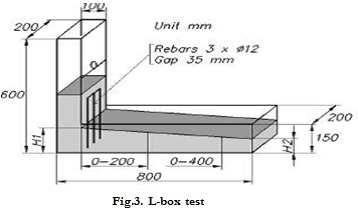 100
Unit mm
200
Rebars 3 x ø12
Gap 35 mm
600
200
H1
H2
150
0-200
0-400
800
Fig.3. L-box test